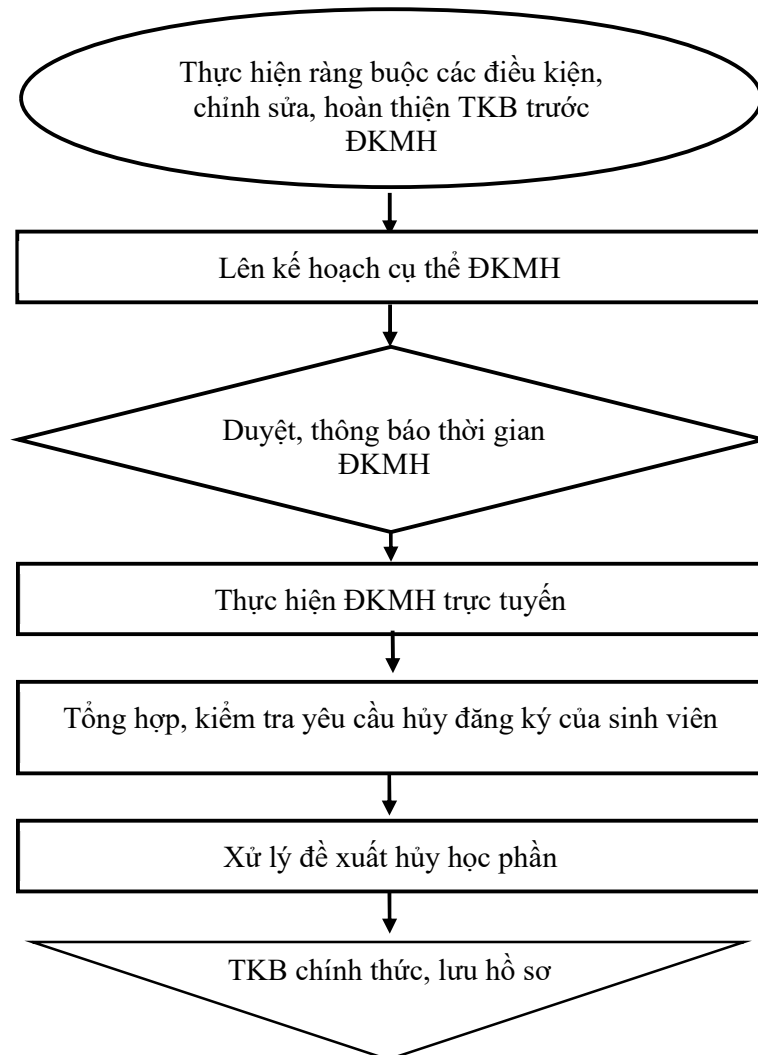 Thực hiện ràng buộc các điều kiện,
chỉnh sửa, hoàn thiện TKB trước
ĐKMH
Lên kế hoạch cụ thể ĐKMH
Duyệt, thông báo thời gian
ĐKMH
Thực hiện ĐKMH trực tuyến
Tổng hợp, kiểm tra yêu cầu hủy đăng ký của sinh viên
Xử lý đề xuất hủy học phần
TKB chính thức, lưu hồ sơ